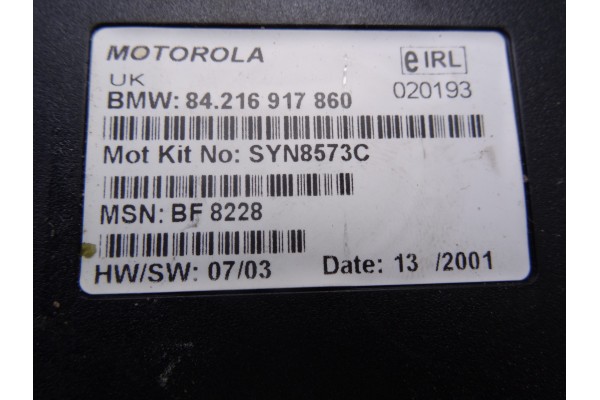 MOTOROLA e IRL
UK 020193
BMW: 84.216 917 860
Mot Kit No: SYN8573C
MSN: BF 8228
HW/SW: 07/03 Date: 13 /2001